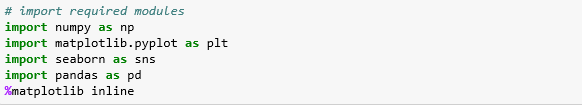 # import required modules
import numpy as np
import matplotlib.pyplot as plt
import seaborn as sns
import pandas as pd
%matplotlib inline